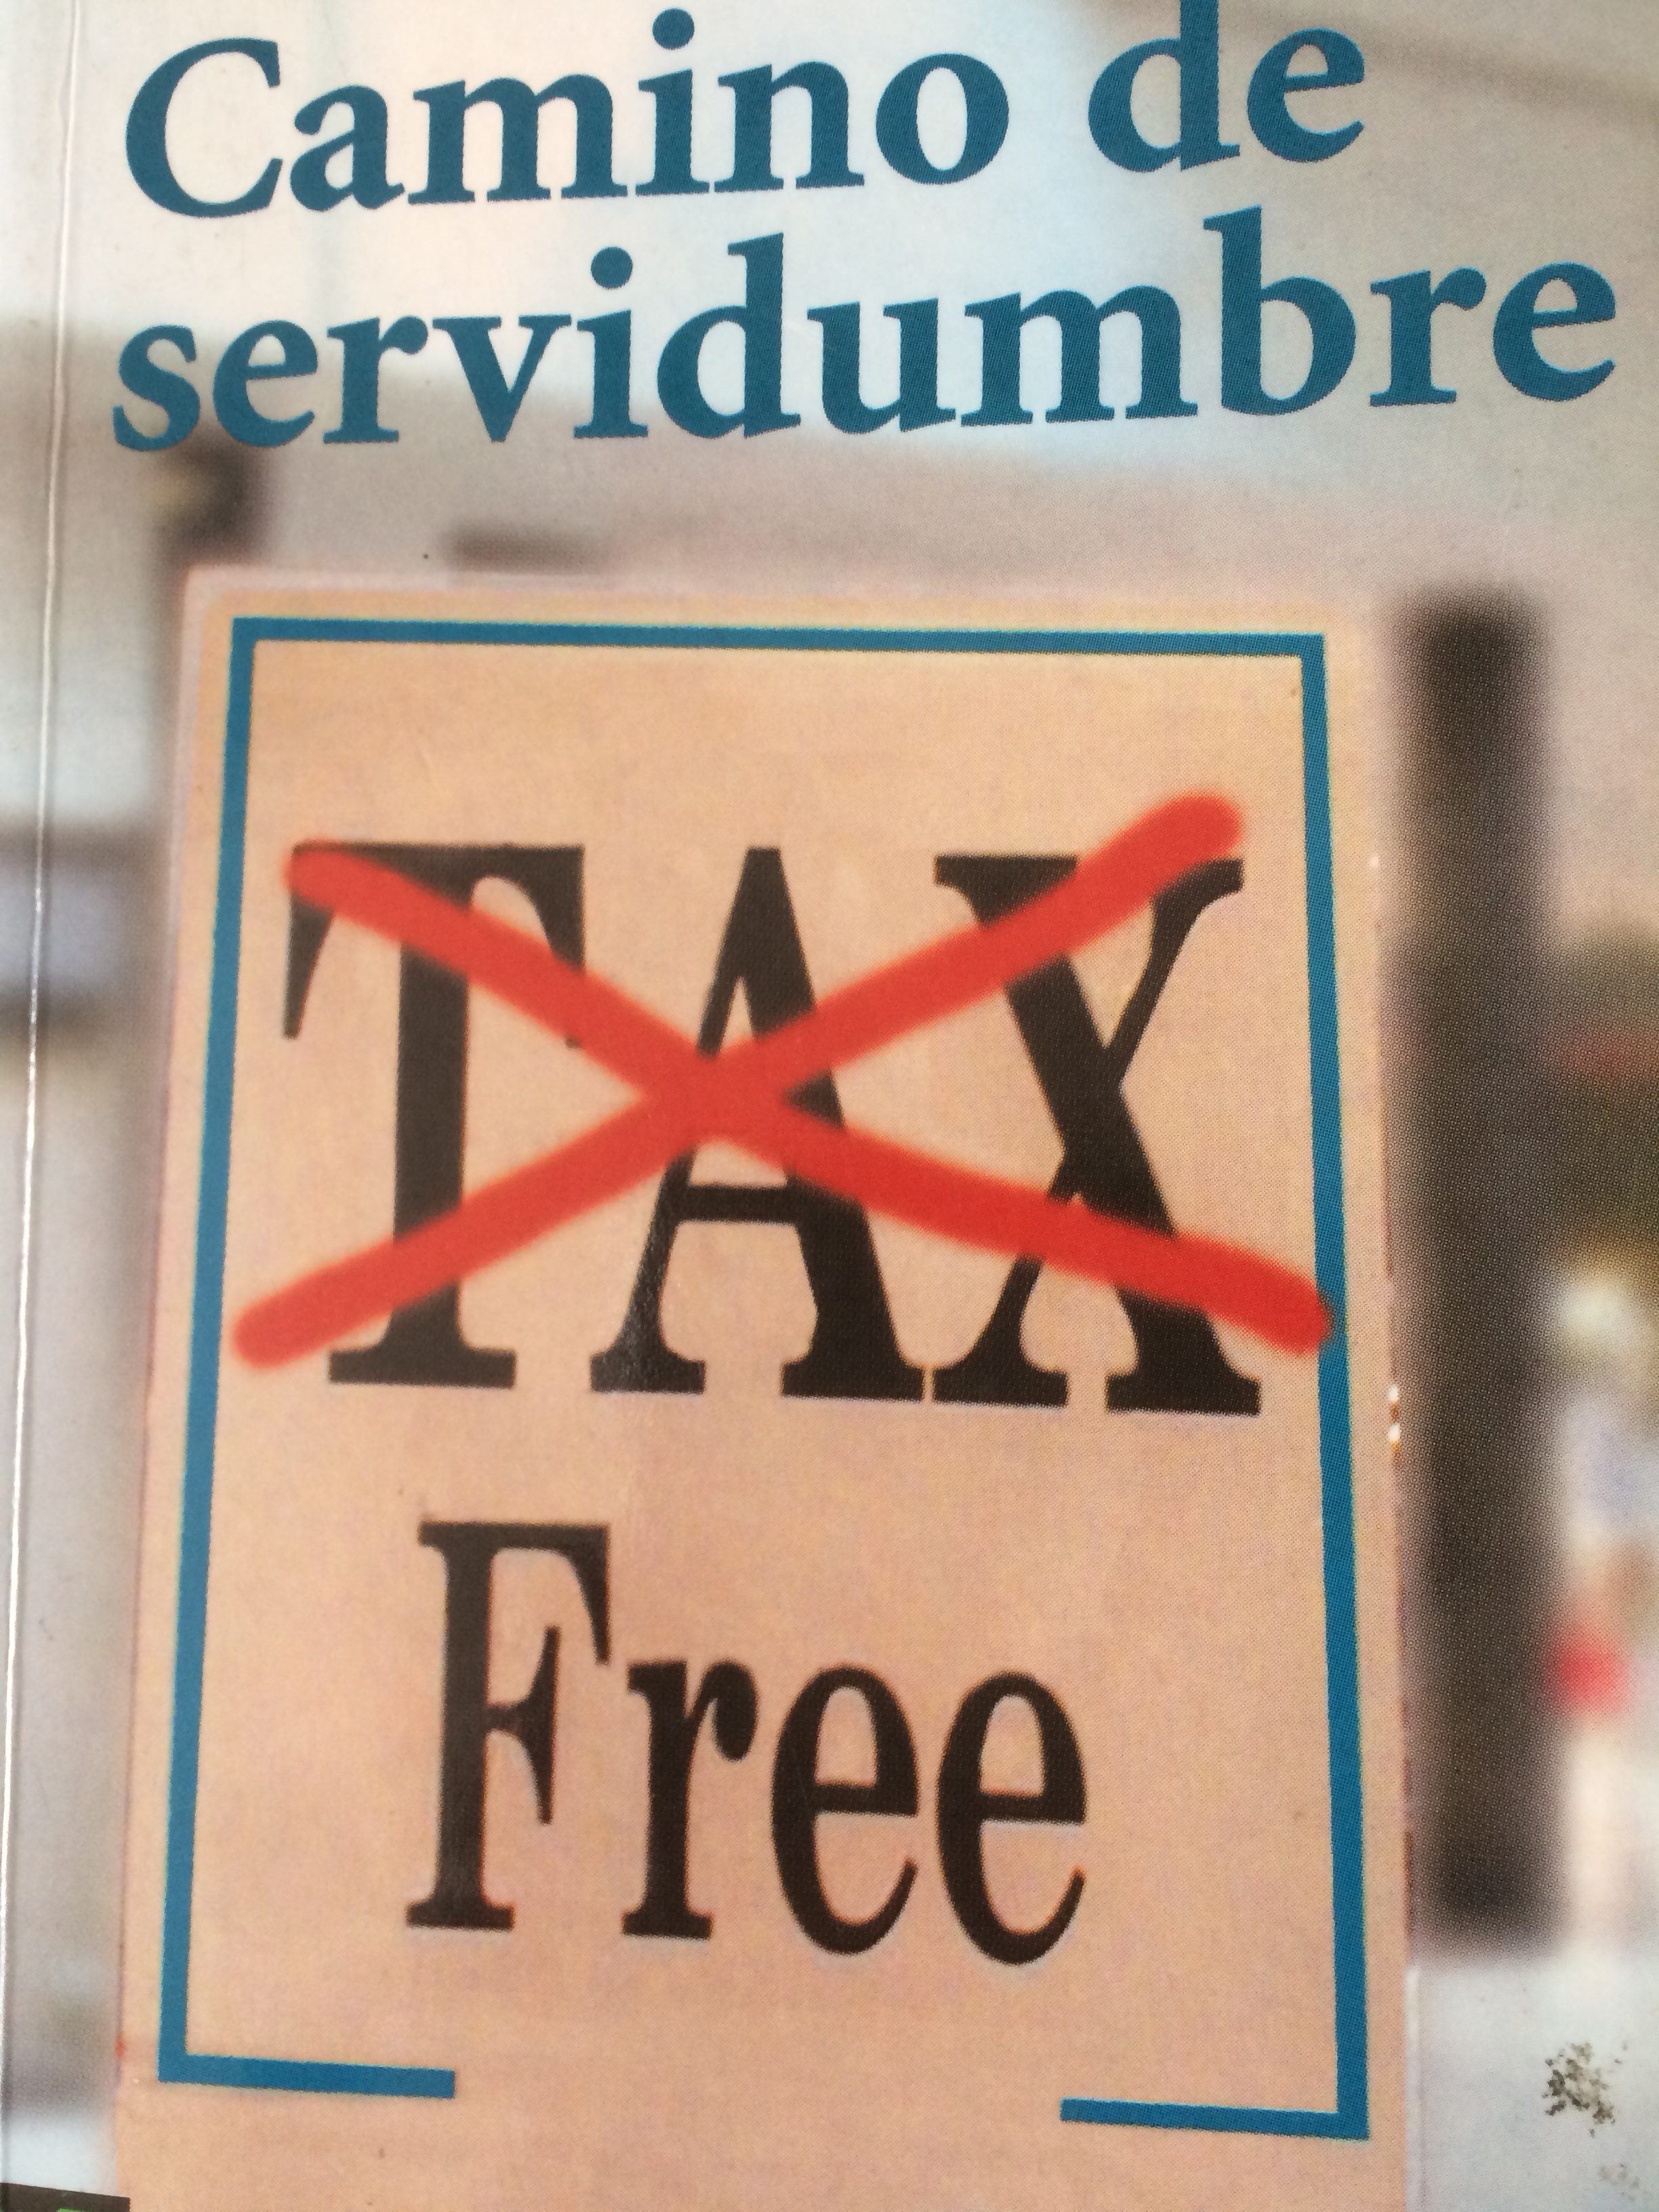 Camino de
servidumbre
TAX
Free